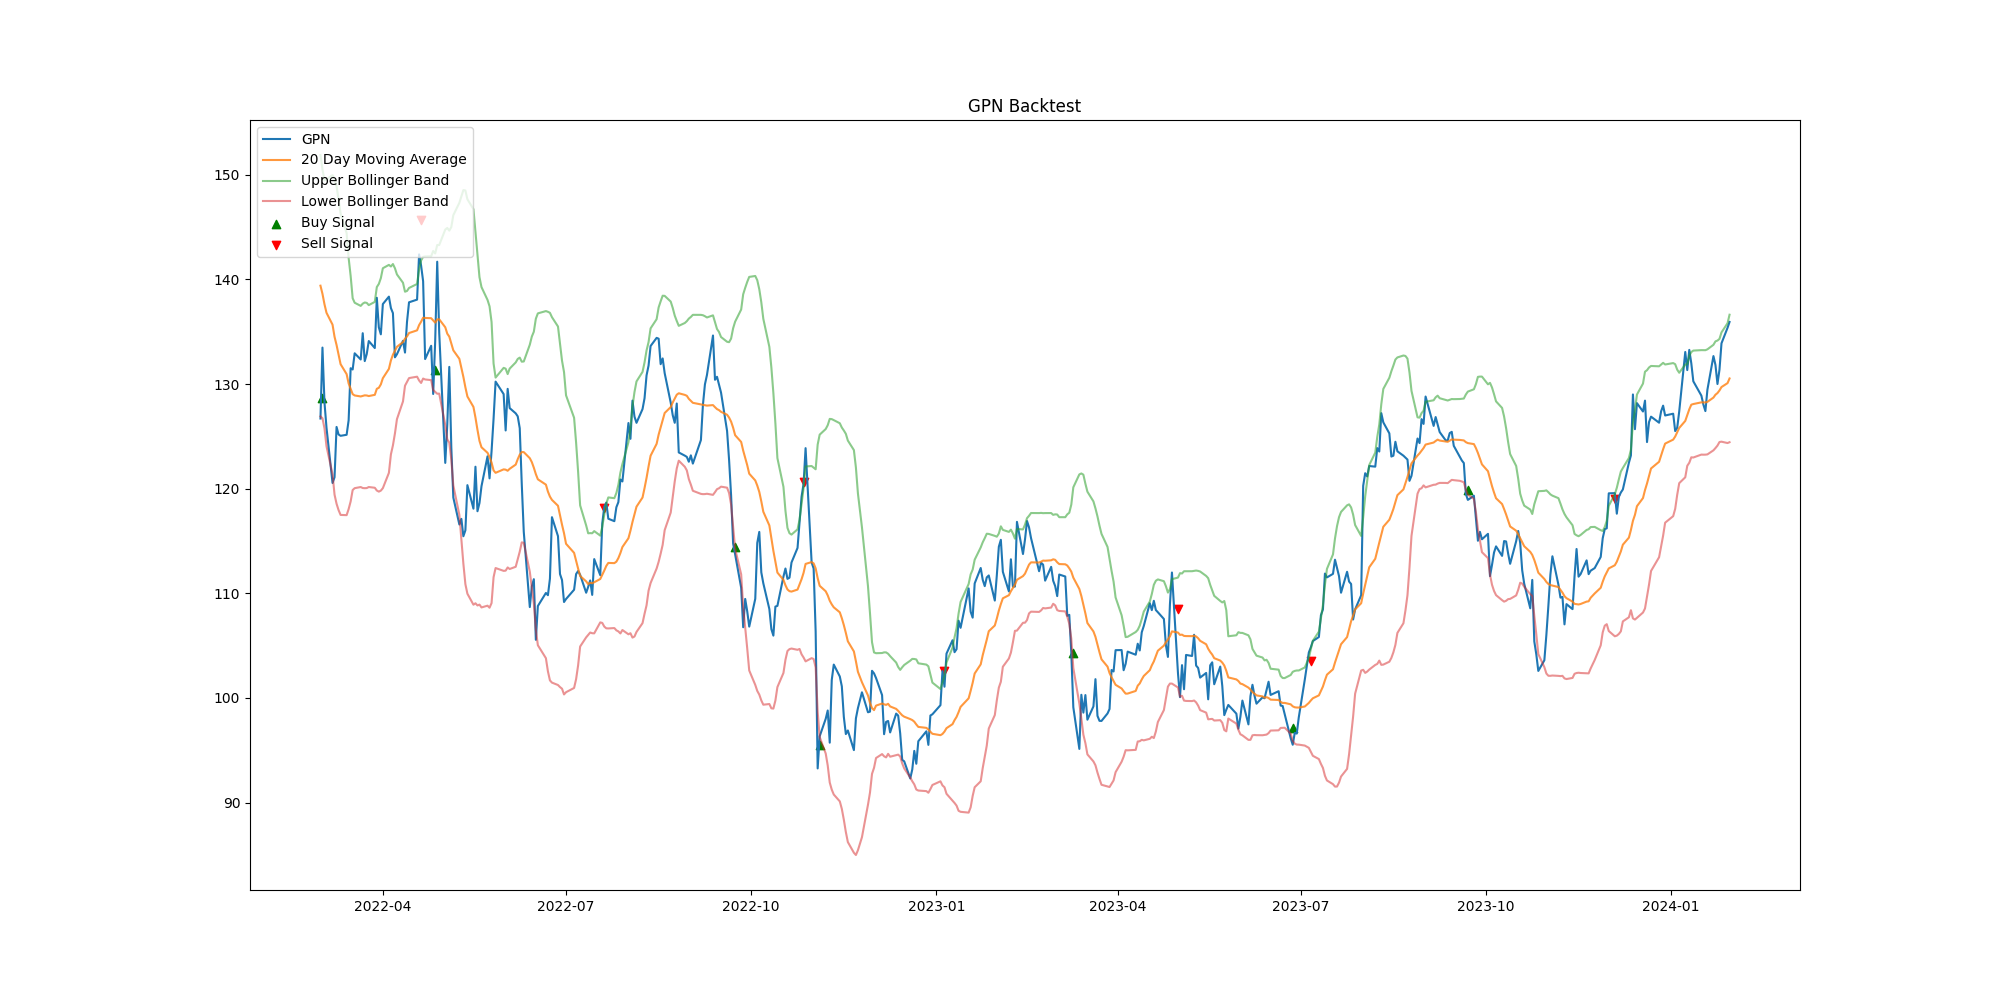 GPN Backtest
GPN
20 Day Moving Average
Upper Bollinger Band
Lower Bollinger Band
Buy Signal
Sell Signal
150
140
130
120
110
100
90
2022-04 2022-07 2022-10 2023-01 2023-04 2023-07 2023-10 2024-01